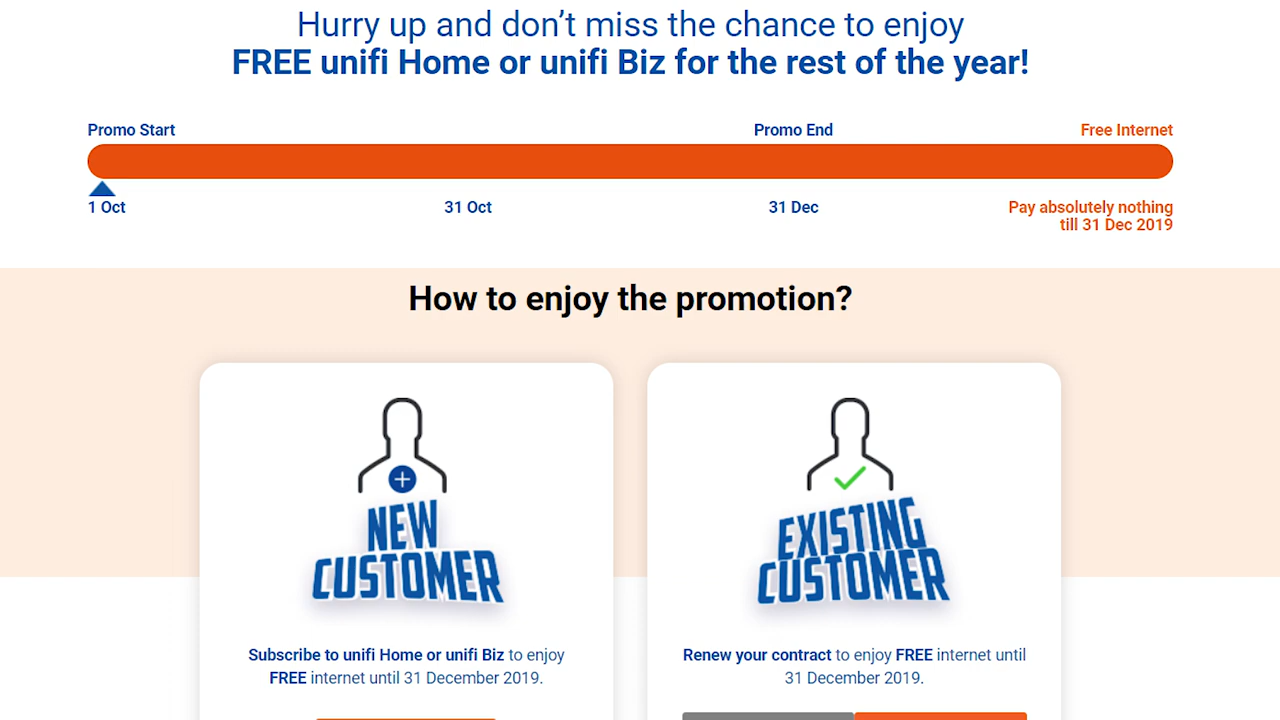 Hurry up and don’t miss the chance to enjoy
FREE unifi Home or unifi Biz for the rest of the year!
Promo Start
Promo End
Free Internet
1 Oct
31 Oct
31 Dec
Pay absolutely nothing
till 31 Dec 2019
How to enjoy the promotion?
NEW
CUSTOMER
Subscribe to unifi Home or unifi Biz to enjoy
FREE internet until 31 December 2019.
EXISTING
CUSTOMER
Renew your contract to enjoy FREE internet until
31 December 2019.